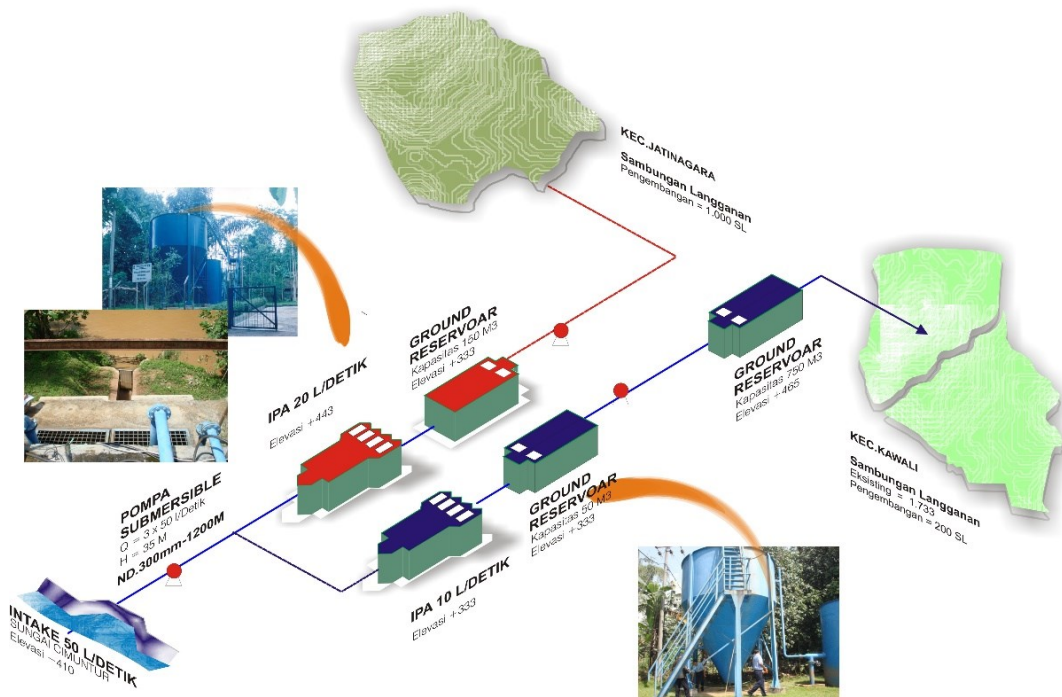 KEC.JATINAGARA
Sambungan Langganan
Pengembangan = 1.000 SL
GROUND
RESERVOAR
Kapasitas 150 M3
Elevasi +333
IPA 20 L/DETIK
Elevasi +443
GROUND
RESERVOAR
Kapasitas 750 M3
Elevasi +465
KEC.KAWALI
Sambungan Langganan
Eksisting = 1.733
Pengembangan = 200 SL
GROUND
RESERVOAR
Kapasitas 50 M3
Elevasi +333
IPA 10 L/DETIK
Elevasi +333
POMPA
SUBMERSIBLE
Q = 3 x 50 l/Detik
H = 35 M
ND.300mm-1200M
INTAKE 50 L/DETIK
SUNGAI CIMUNTUR
Elevasi –410